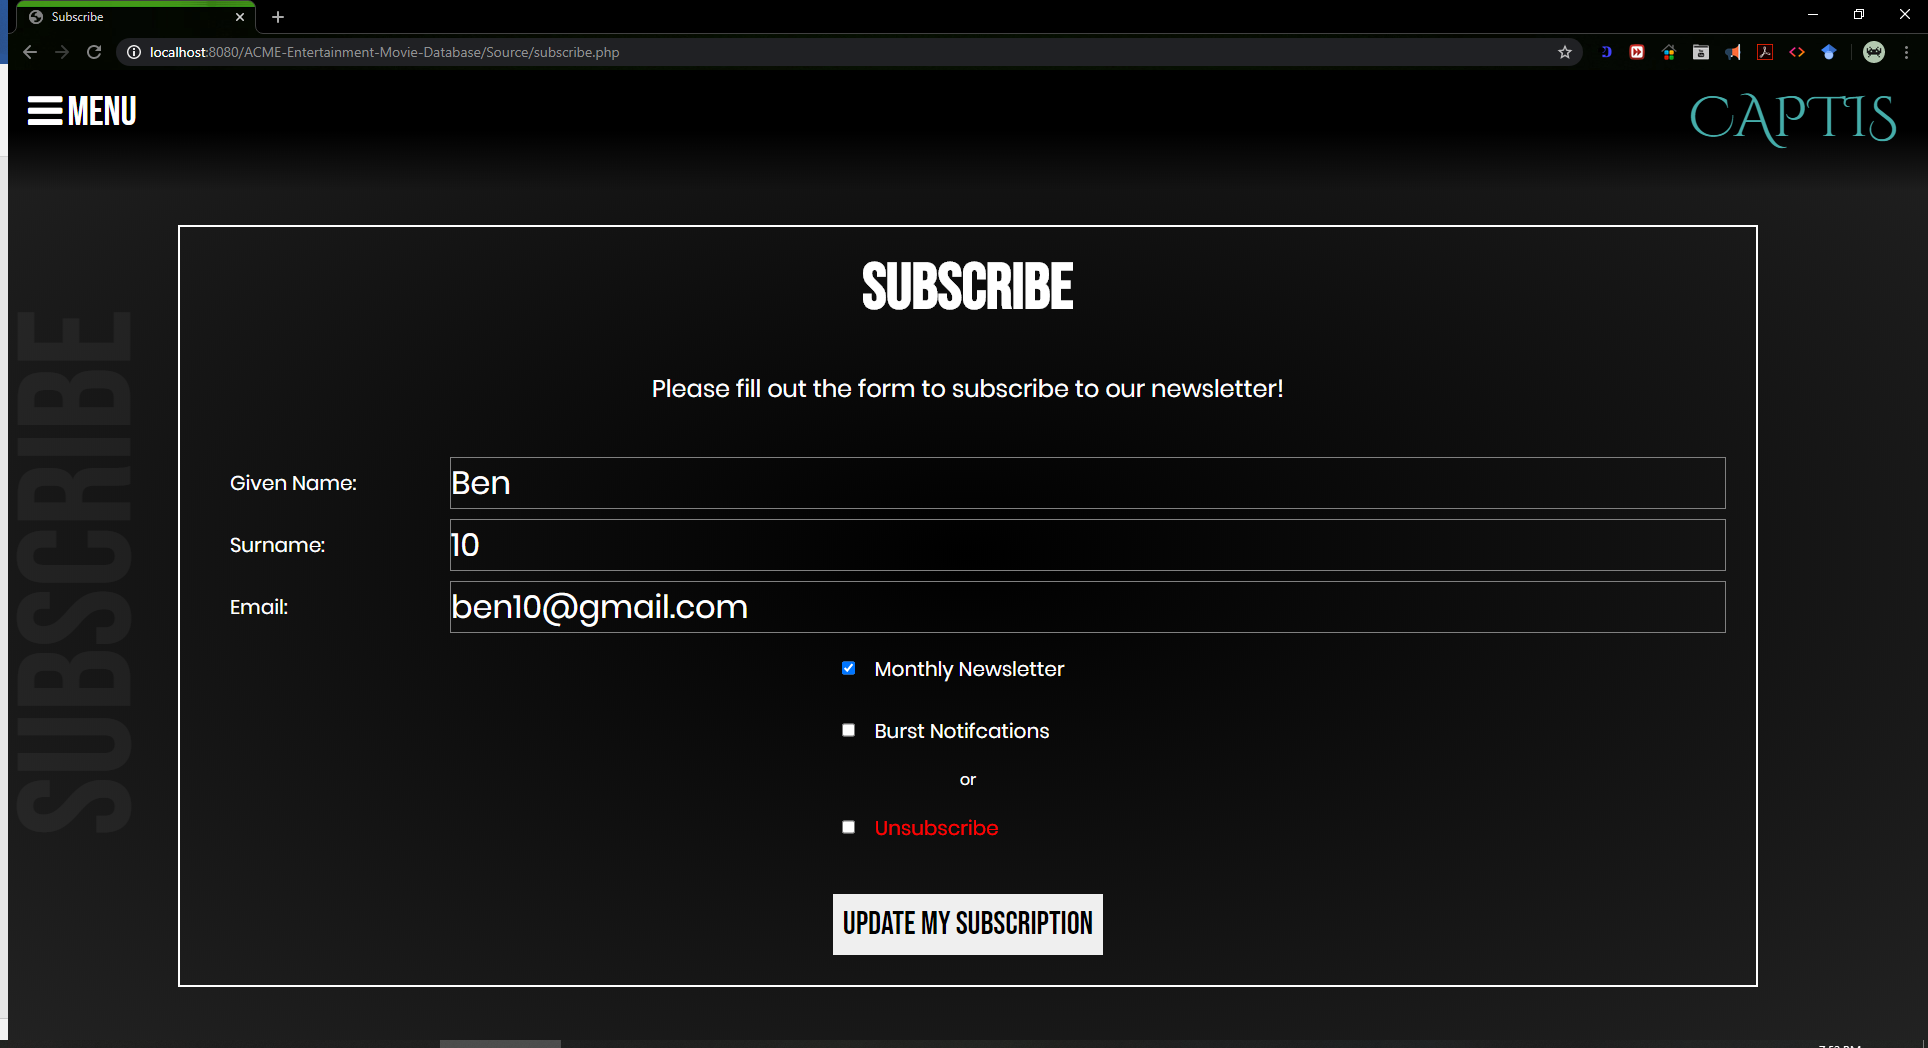 Subscribe
localhost:8080/ACME-Entertainment-Movie-Database/Source/subscribe.php
MENU
CAPTIS
SUBSCRIBE
SUBSCRIBE
Please fill out the form to subscribe to our newsletter!
Given Name:
Ben
Surname:
10
Email:
ben10@gmail.com
Monthly Newsletter
Burst Notifcations
or
Unsubscribe
UPDATE MY SUBSCRIPTION